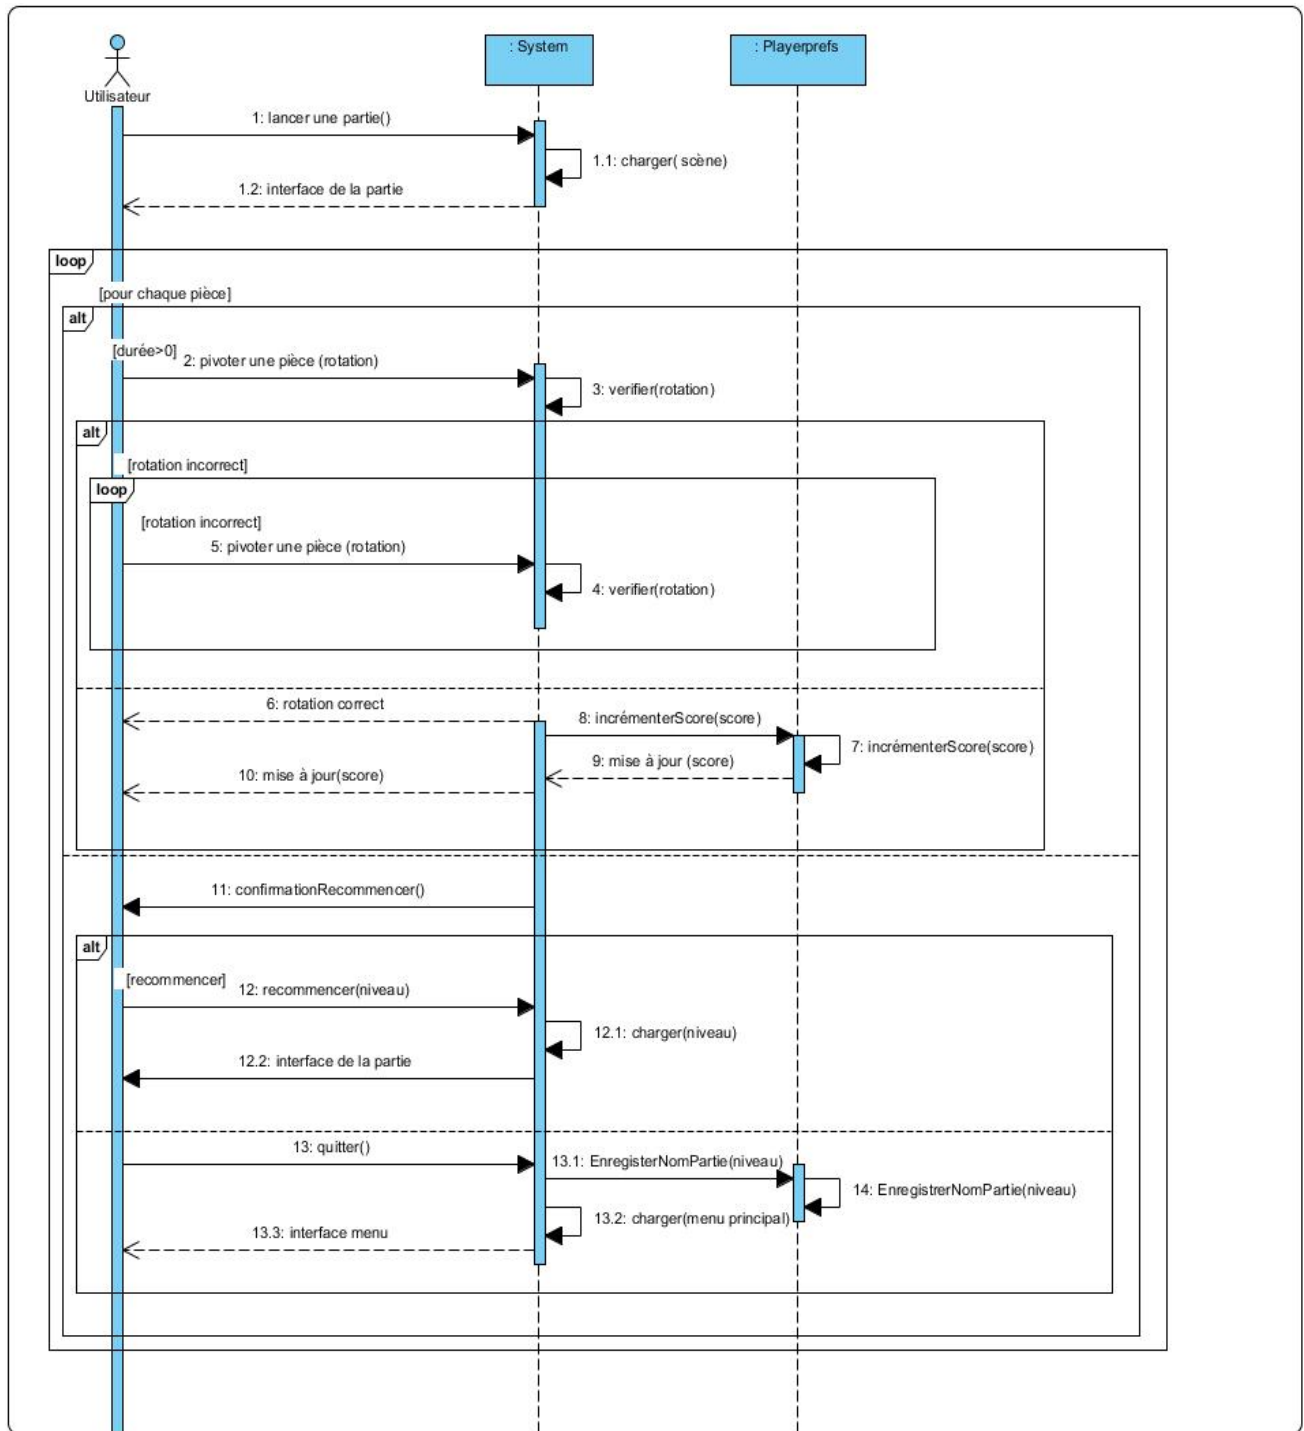 : System
: Playerprefs
Utilisateur
1: lancer une partie()
1.1: charger( scène)
1.2: interface de la partie
loop
[pour chaque pièce]
alt
[durée>0]
2: pivoter une pièce (rotation)
3: verifier(rotation)
alt
[rotation incorrect]
loop
[rotation incorrect]
5: pivoter une pièce (rotation)
4: verifier(rotation)
6: rotation correct
8: incrémenterScore(score)
7: incrémenterScore(score)
9: mise à jour (score)
10: mise à jour(score)
11: confirmationRecommencer()
alt
[recommencer]
12: recommencer(niveau)
12.1: charger(niveau)
12.2: interface de la partie
13: quitter()
13.1: EnregisterNomPartie(niveau)
14: EnregistrerNomPartie(niveau)
13.2: charger(menu principal)
13.3: interface menu